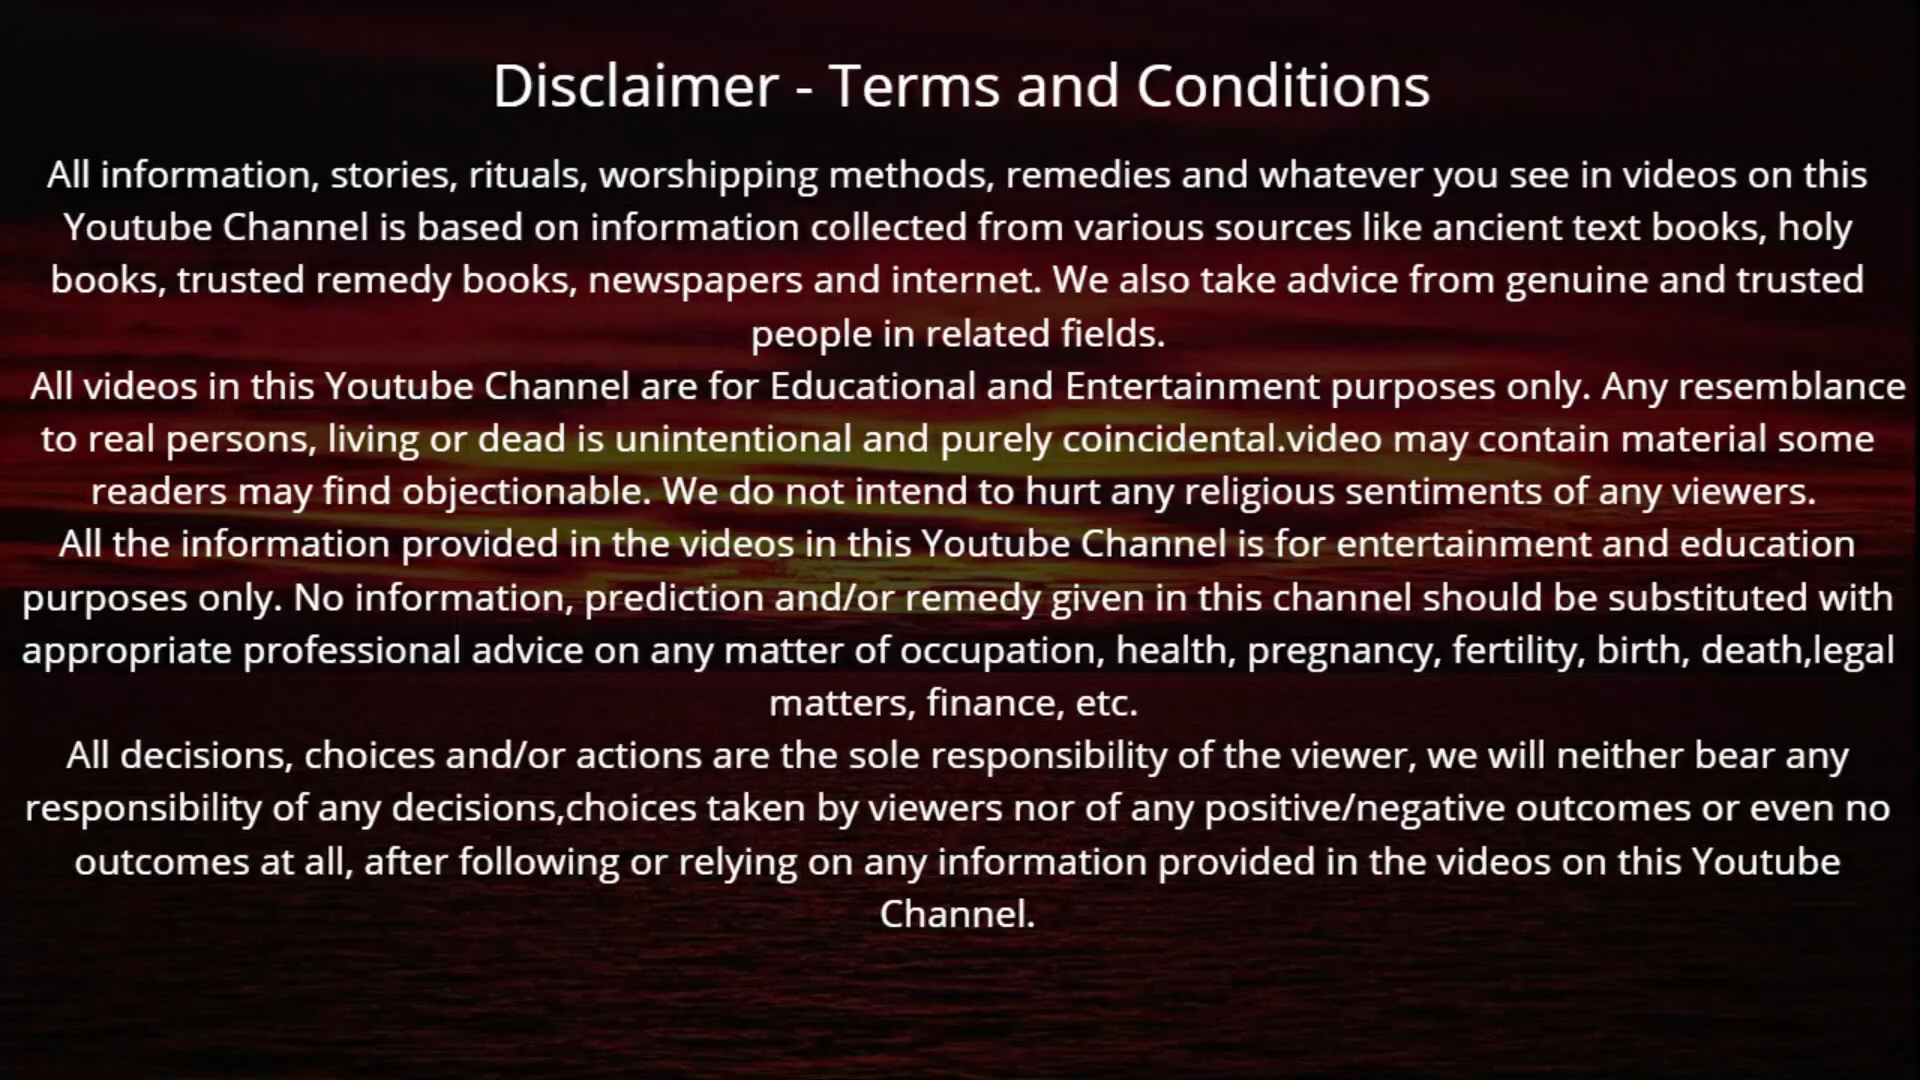 Disclaimer - Terms and Conditions
All information, stories, rituals, worshipping methods, remedies and whatever you see in videos on this
Youtube Channel is based on information collected from various sources like ancient text books, holy
books, trusted remedy books, newspapers and internet. We also take advice from genuine and trusted
people in related fields.
All videos in this Youtube Channel are for Educational and Entertainment purposes only. Any resemblance
to real persons, living or dead is unintentional and purely coincidental.video may contain material some
readers may find objectionable. We do not intend to hurt any religious sentiments of any viewers.
All the information provided in the videos in this Youtube Channel is for entertainment and education
purposes only. No information, prediction and/or remedy given in this channel should be substituted with
appropriate professional advice on any matter of occupation, health, pregnancy, fertility, birth, death,legal
matters, finance, etc.
All decisions, choices and/or actions are the sole responsibility of the viewer, we will neither bear any
responsibility of any decisions,choices taken by viewers nor of any positive/negative outcomes or even no
outcomes at all, after following or relying on any information provided in the videos on this Youtube
Channel.